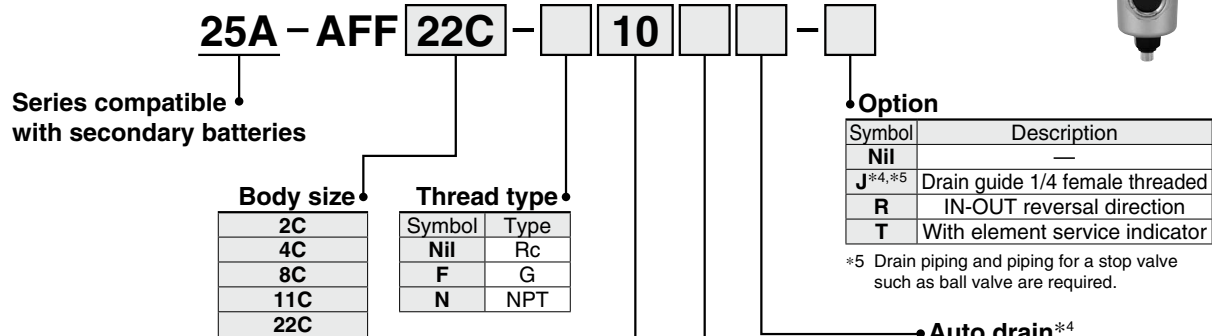 25A – AFF 22C – 10 –
Series compatible
with secondary batteries
Body size
2C
4C
8C
11C
22C
Thread type
Symbol Type
Nil Rc
F G
N NPT
Option
Symbol Description
Nil —
J*4,*5 Drain guide 1/4 female threaded
R IN-OUT reversal direction
T With element service indicator
*5 Drain piping and piping for a stop valve
such as ball valve are required.
Auto drain*4